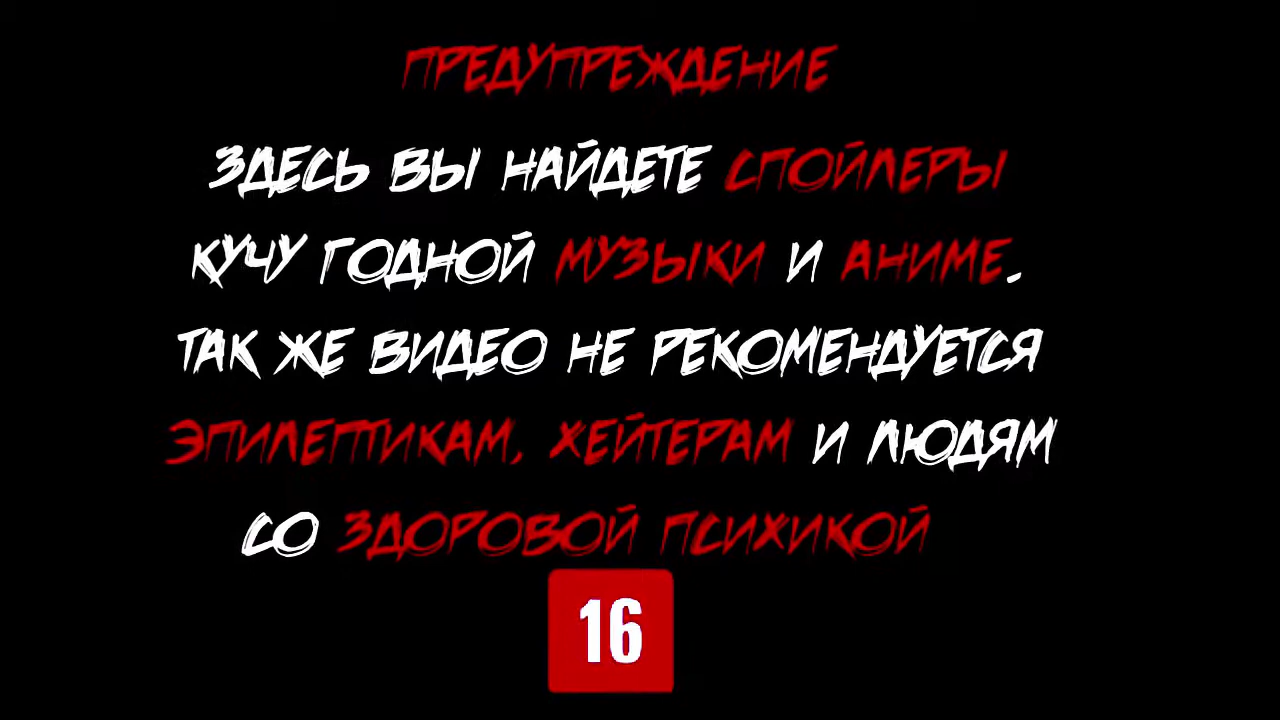 ПРЕДУПРЕЖДЕНИЕ
ЗДЕСЬ ВЫ НАЙДЕТЕ СПОЙЛЕРЫ
КУЧУ ГОДНОЙ МУЗЫКИ И АНИМЕ.
ТАК ЖЕ ВИДЕО НЕ РЕКОМЕНДУЕТСЯ
ЭПИЛЕПТИКАМ, ХЕЙТЕРАМ И ЛЮДЯМ
СО ЗДОРОВОЙ ПСИХИКОЙ
16